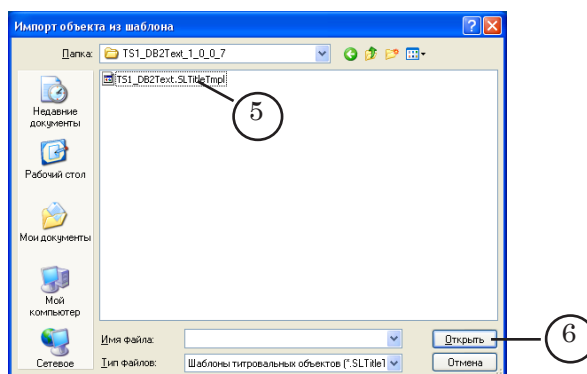 Импорт объекта из шаблона
Папка: TS1_DB2Text_1_0_0_7
TS1_DB2Text.SLTitleTmpl
5
Недавние
документы
Рабочий стол
Мои документы
Мой
компьютер
Сетевое
Имя файла:
Открыть
6
Тип файлов: Шаблоны титровальных объектов (*.SLTitleT
Отмена